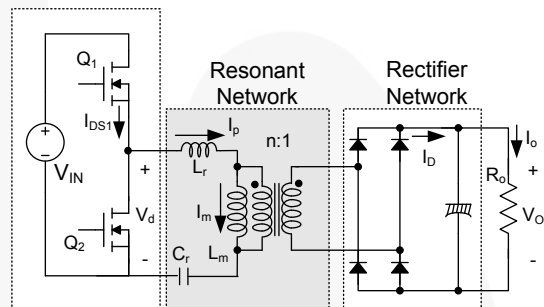 Q1
IDS1
VIN
+
Vd
-
Q2
Resonant
Network
Ip
Lr
n:1
Im
Lm
Cr
Rectifier
Network
ID
Io
Ro
+
VO
-